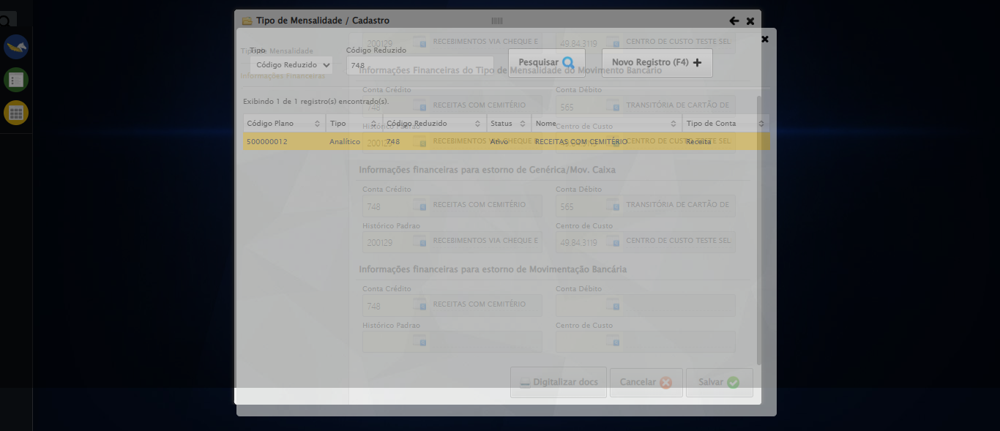 Tipo de Mensalidade / Cadastro
200129 RECEBIMENTOS VIA CHEQUE E 49.84.3119 CENTRO DE CUSTO TESTE SEL
Tipo de Mensalidade
Tipo Código Reduzido
Código Reduzido 748 Pesquisar Novo Registro (F4)
Informações Financeiras do Tipo de Mensalidade do Movimento Bancário
Informações Financeiras
Conta Crédito Conta Débito
Exibindo 1 de 1 registro(s) encontrado(s).
748 RECEITAS COM CEMITÉRIO 565 TRANSITÓRIA DE CARTÃO DE
Histórico Padrao Centro de Custo
Código Plano Tipo Código Reduzido Status Nome Tipo de Conta
500000012 Analítico 748 Ativo RECEITAS COM CEMITÉRIO Receita
200129 RECEBIMENTOS VIA CHEQUE E 49.84.3119 CENTRO DE CUSTO TESTE SEL
Informações financeiras para estorno de Genérica/Mov. Caixa
Conta Crédito Conta Débito
748 RECEITAS COM CEMITÉRIO 565 TRANSITÓRIA DE CARTÃO DE
Histórico Padrao Centro de Custo
200129 RECEBIMENTOS VIA CHEQUE E 49.84.3119 CENTRO DE CUSTO TESTE SEL
Informações financeiras para estorno de Movimentação Bancária
Conta Crédito Conta Débito
748 RECEITAS COM CEMITÉRIO
Histórico Padrao Centro de Custo
Digitalizar docs Cancelar Salvar